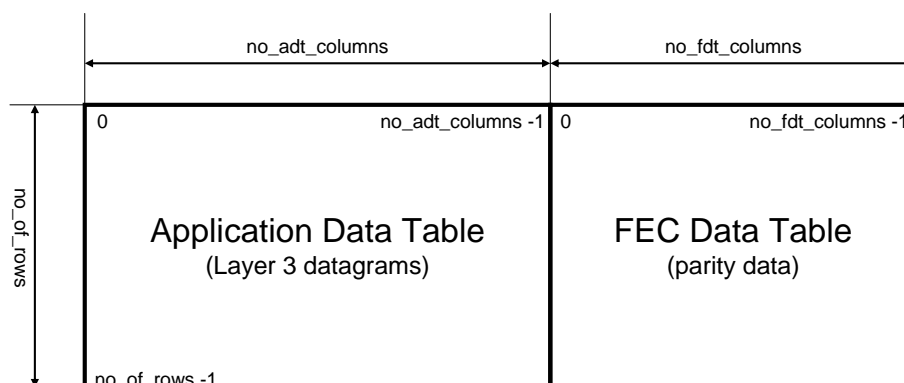 no_adt_columns
no_fdt_columns
0
no_adt_columns -1
0
no_fdt_columns -1
no_of_rows
Application Data Table
(Layer 3 datagrams)
FEC Data Table
(parity data)
no_of_rows -1